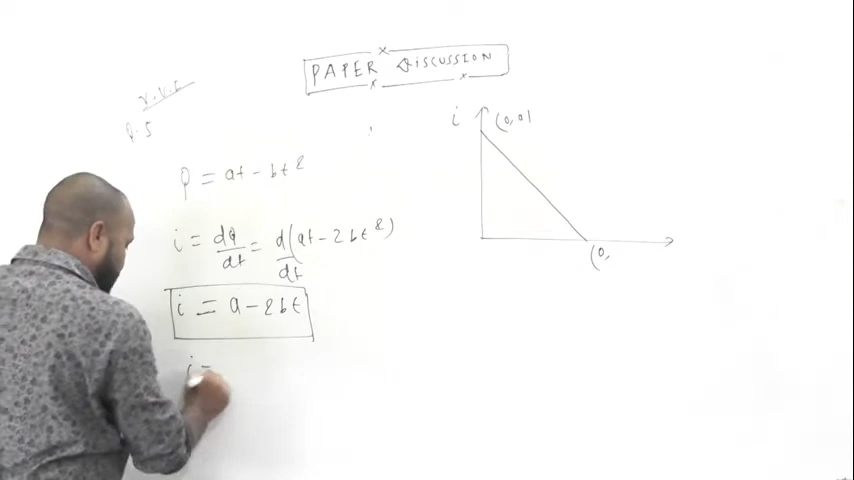 PAPER DISCUSSION
Q.5
Q = at - bt²
i = dQ/dt = d(at - 2bt²)/dt
i = a - 2bt
i =
i
(0, a)
(0,